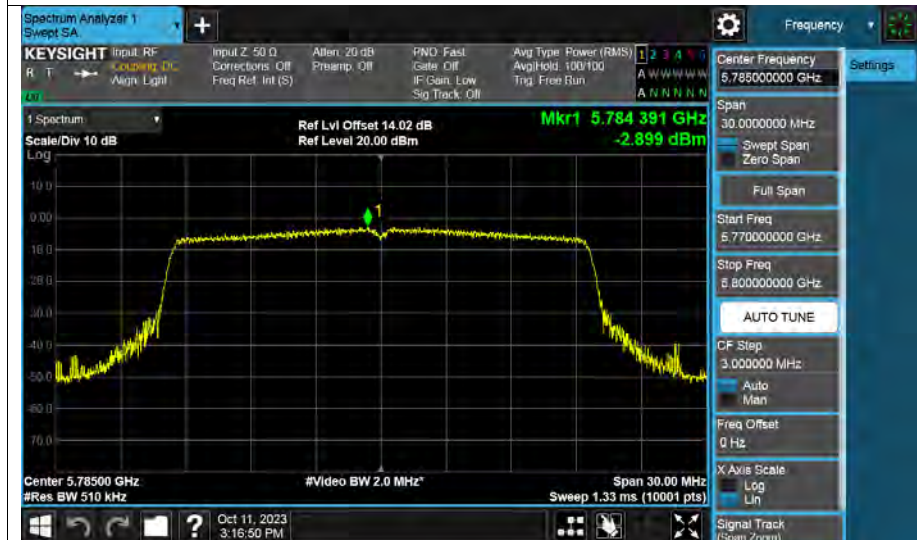 Spectrum Analyzer 1
Swept SA
+
Frequency
KEYSIGHT
Input: RF
Coupling: DC
Align: Light
R T
Input Z: 50 Ω
Corrections: Off
Freq Ref: Int (S)
Atten: 20 dB
Preamp: Off
PNO: Fast
Gate: Off
IF Gain: Low
Sig Track: Off
Avg Type: Power (RMS)
Avg|Hold: 100/100
Trig: Free Run
1 2 3 4 5 6
A W W W W W
A N N N N N
1 Spectrum
Scale/Div 10 dB
Log
Ref Lvl Offset 14.02 dB
Ref Level 20.00 dBm
Mkr1 5.784 391 GHz
-2.899 dBm
10.0
0.00
-10.0
-20.0
-30.0
-40.0
-50.0
-60.0
-70.0
1
Center 5.78500 GHz
#Res BW 510 kHz
#Video BW 2.0 MHz*
Span 30.00 MHz
Sweep 1.33 ms (10001 pts)
?
Oct 11, 2023
3:16:50 PM
Center Frequency
5.785000000 GHz
Settings
Span
30.0000000 MHz
Swept Span
Zero Span
Full Span
Start Freq
5.770000000 GHz
Stop Freq
5.800000000 GHz
AUTO TUNE
CF Step
3.000000 MHz
Auto
Man
Freq Offset
0 Hz
X Axis Scale
Log
Lin
Signal Track
(Span Zoom)